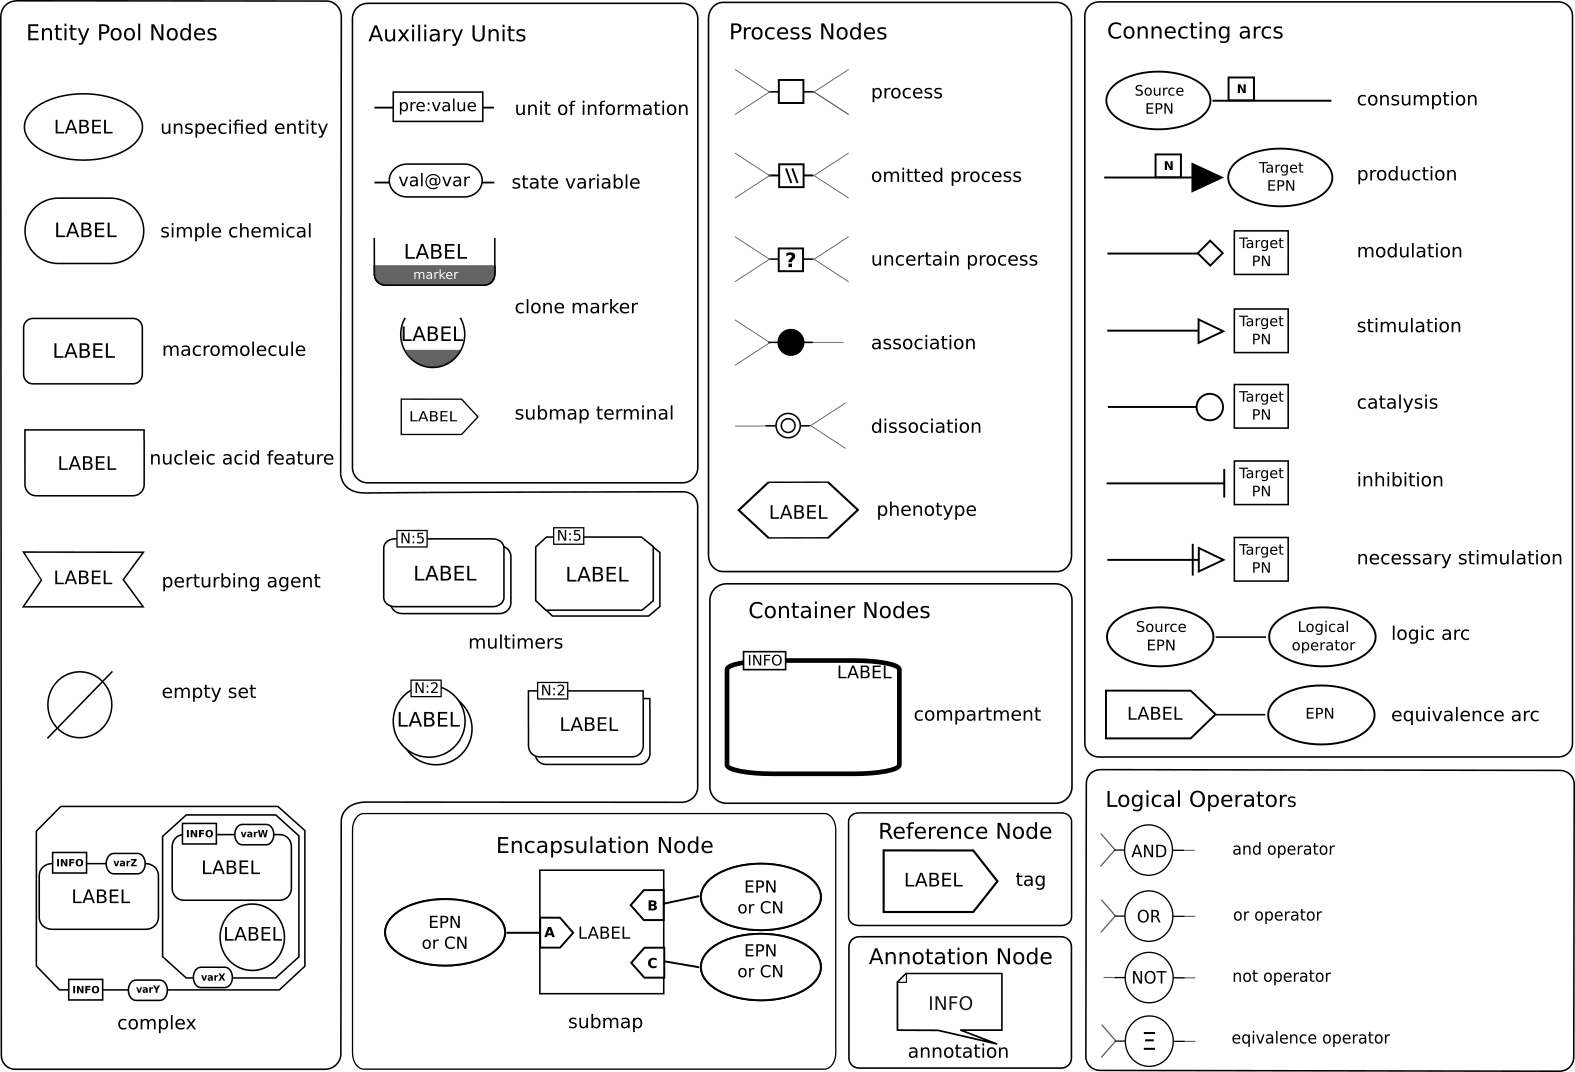 Entity Pool Nodes
LABEL
unspecified entity
LABEL
simple chemical
LABEL
macromolecule
LABEL
nucleic acid feature
LABEL
perturbing agent
empty set
INFO
varW
LABEL
INFO
varZ
LABEL
LABEL
varX
INFO
varY
complex
N:5
LABEL
N:5
LABEL
multimers
N:2
LABEL
N:2
LABEL
Auxiliary Units
pre:value
unit of information
val@var
state variable
LABEL
marker
clone marker
LABEL
LABEL
submap terminal
Process Nodes
process
\\
omitted process
?
uncertain process
association
dissociation
LABEL
phenotype
Container Nodes
INFO
LABEL
compartment
Encapsulation Node
EPN
or CN
A
LABEL
B
C
EPN
or CN
EPN
or CN
submap
Reference Node
LABEL
tag
Annotation Node
INFO
annotation
Connecting arcs
Source
EPN
N
consumption
N
Target
EPN
production
Target
PN
modulation
Target
PN
stimulation
Target
PN
catalysis
Target
PN
inhibition
Target
PN
necessary stimulation
Source
EPN
Logical
operator
logic arc
LABEL
EPN
equivalence arc
Logical Operators
AND
and operator
OR
or operator
NOT
not operator
Ξ
eqivalence operator